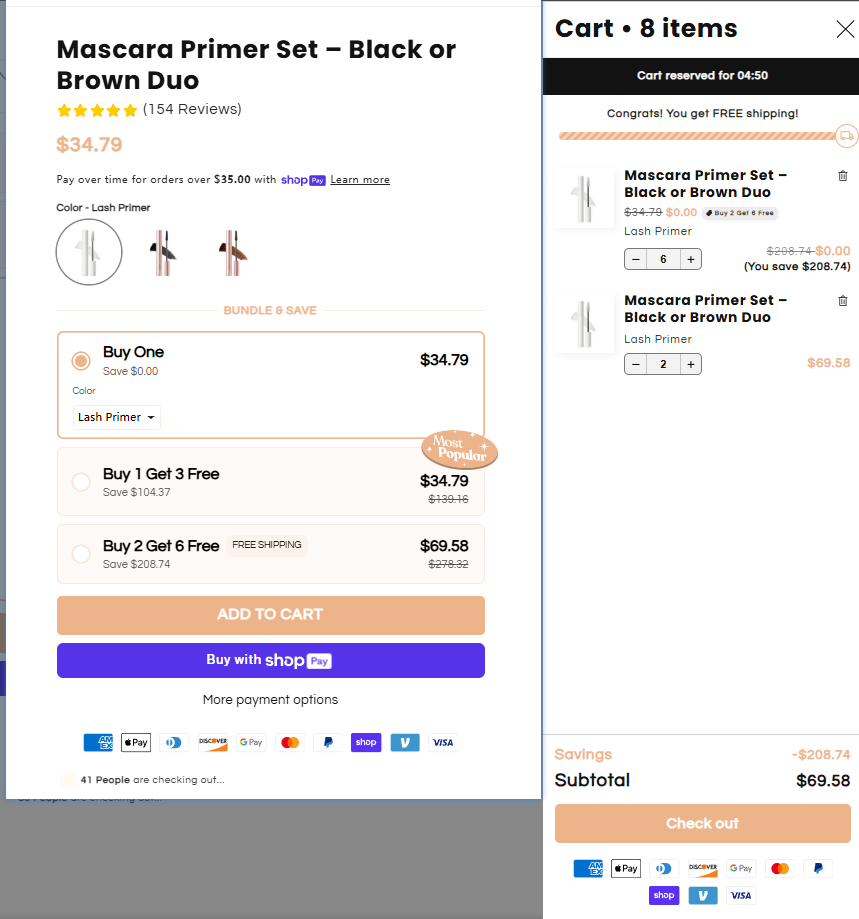 Mascara Primer Set – Black or
Brown Duo
(154 Reviews)
$34.79
Pay over time for orders over $35.00 with shop Pay Learn more
Color - Lash Primer
BUNDLE & SAVE
Buy One
Save $0.00
$34.79
Color
Lash Primer
Most
Popular
Buy 1 Get 3 Free
Save $104.37
$34.79
$139.16
Buy 2 Get 6 Free FREE SHIPPING
Save $208.74
$69.58
$278.32
ADD TO CART
Buy with shop Pay
More payment options
AMEX Pay DISCOVER G Pay shop V VISA
41 People are checking out...
Cart • 8 items
Cart reserved for 04:50
Congrats! You get FREE shipping!
Mascara Primer Set –
Black or Brown Duo
$34.79 $0.00 Buy 2 Get 6 Free
Lash Primer
− 6 +
$208.74 $0.00
(You save $208.74)
Mascara Primer Set –
Black or Brown Duo
Lash Primer
− 2 +
$69.58
Savings -$208.74
Subtotal $69.58
Check out
AMEX Pay DISCOVER G Pay
shop V VISA